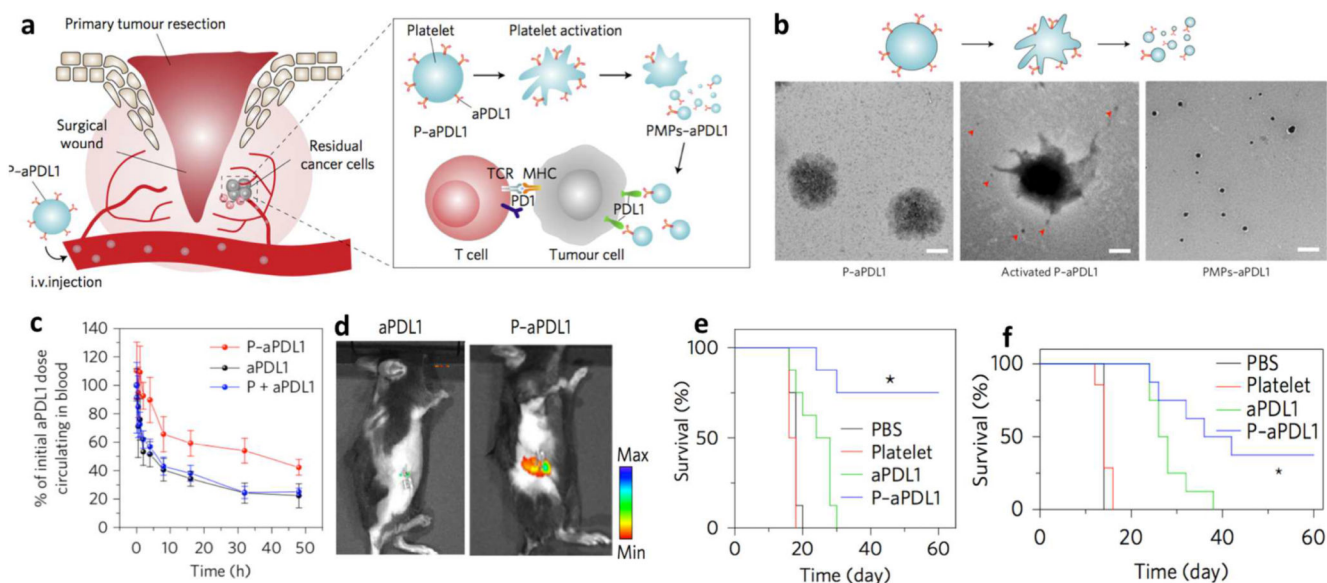 a
Primary tumour resection
Surgical
wound
Residual
cancer cells
P-aPDL1
i.v.injection
Platelet
Platelet activation
aPDL1
P-aPDL1
PMPs-aPDL1
TCR MHC
PD1
PDL1
T cell
Tumour cell
b
P-aPDL1
Activated P-aPDL1
PMPs-aPDL1
c
% of initial aPDL1 dose
circulating in blood
140
120
100
80
60
40
20
0
P-aPDL1
aPDL1
P + aPDL1
0 10 20 30 40 50
Time (h)
d
aPDL1
P-aPDL1
Max
Min
e
Survival (%)
100
50
0
*
PBS
Platelet
aPDL1
P-aPDL1
0 20 40 60
Time (day)
f
Survival (%)
100
50
0
PBS
Platelet
aPDL1
P-aPDL1
*
0 20 40 60
Time (day)